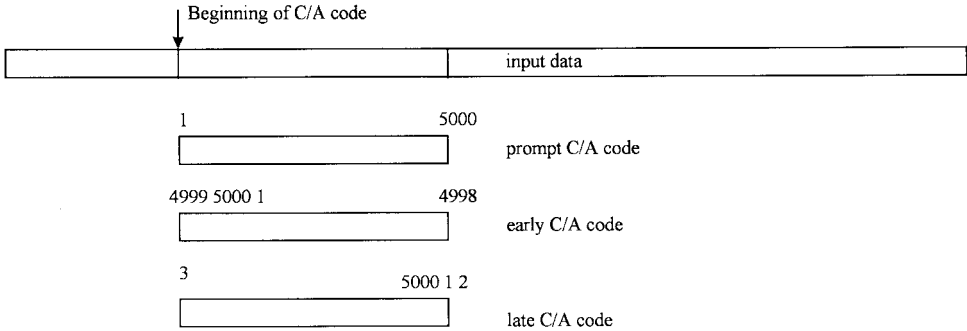 Beginning of C/A code
input data
1 5000
prompt C/A code
4999 5000 1 4998
early C/A code
3 5000 1 2
late C/A code